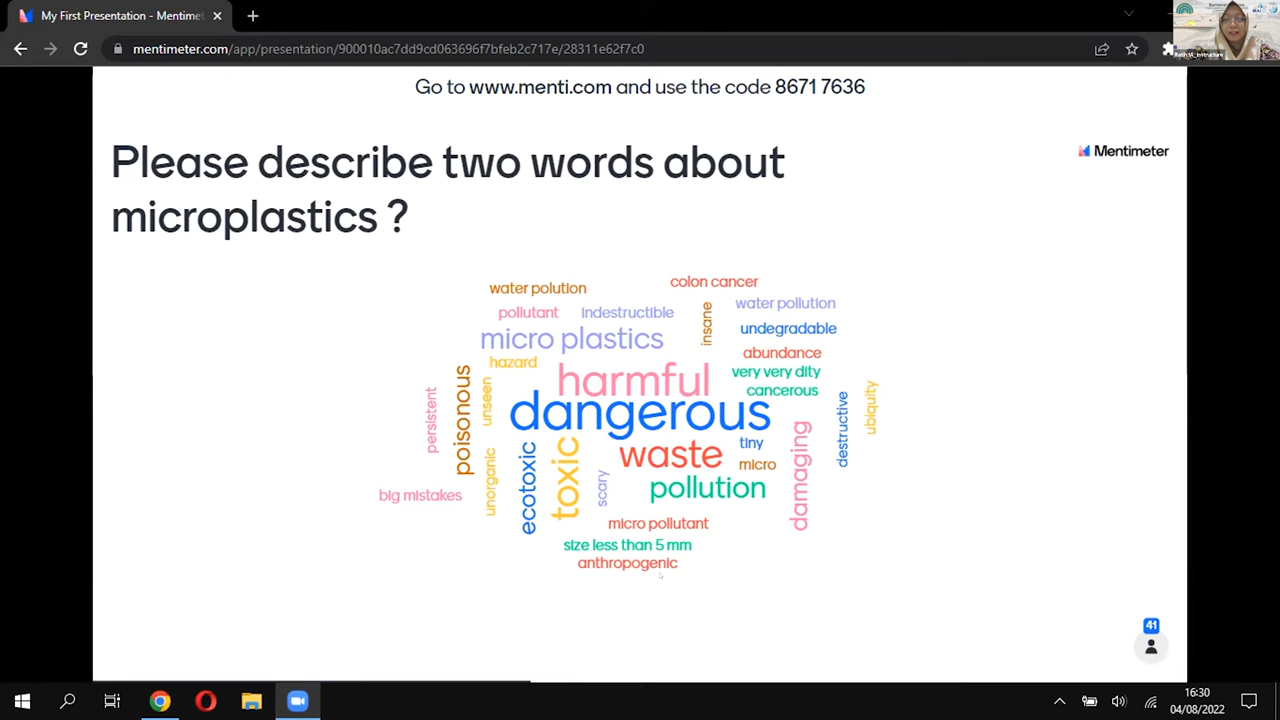 My First Presentation - Mentimet
mentimeter.com/app/presentation/900010ac7dd9cd063696f7bfeb2c717e/28311e62f7c0
Go to www.menti.com and use the code 8671 7636
Please describe two words about
microplastics ?
Mentimeter
water polution
colon cancer
pollutant
indestructible
insane
water pollution
micro plastics
undegradable
hazard
abundance
harmful
very very dity
cancerous
persistent
poisonous
unseen
dangerous
destructive
ubiquity
waste
tiny
micro
damaging
big mistakes
unorganic
ecotoxic
toxic
scary
pollution
micro pollutant
size less than 5 mm
anthropogenic
41
16:30
04/08/2022